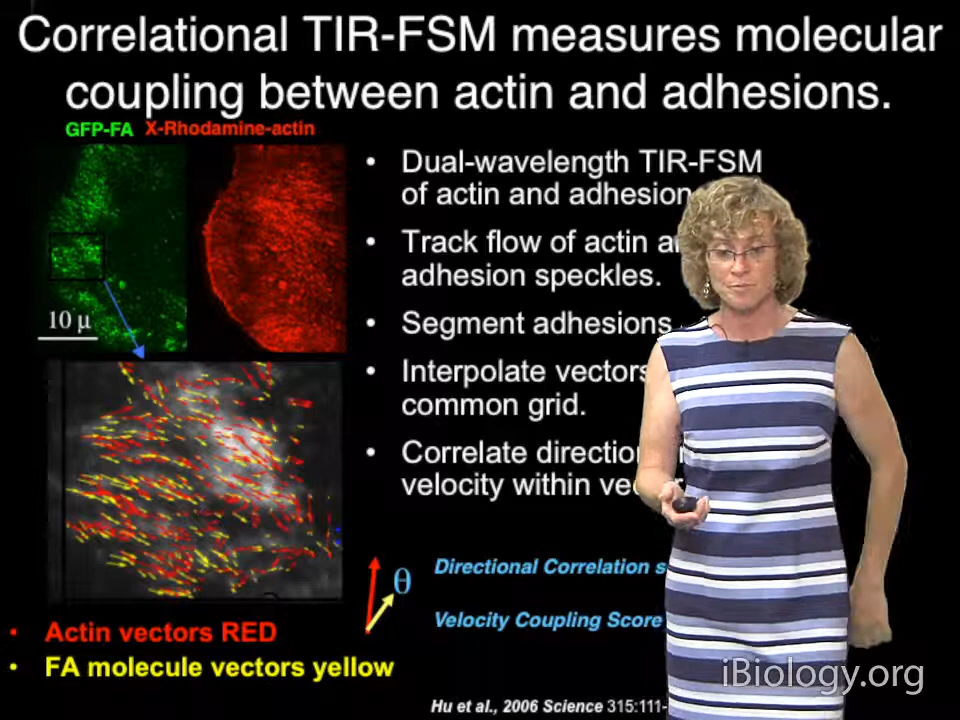 Correlational TIR-FSM measures molecular
coupling between actin and adhesions.
GFP-FA X-Rhodamine-actin
10 μ
• Dual-wavelength TIR-FSM
of actin and adhesion
• Track flow of actin
adhesion speckles.
• Segment adhesions
• Interpolate vectors
common grid.
• Correlate direction
velocity within
θ
Directional Correlation
Velocity Coupling Score
• Actin vectors RED
• FA molecule vectors yellow
Hu et al., 2006 Science 315:111-
iBiology.org